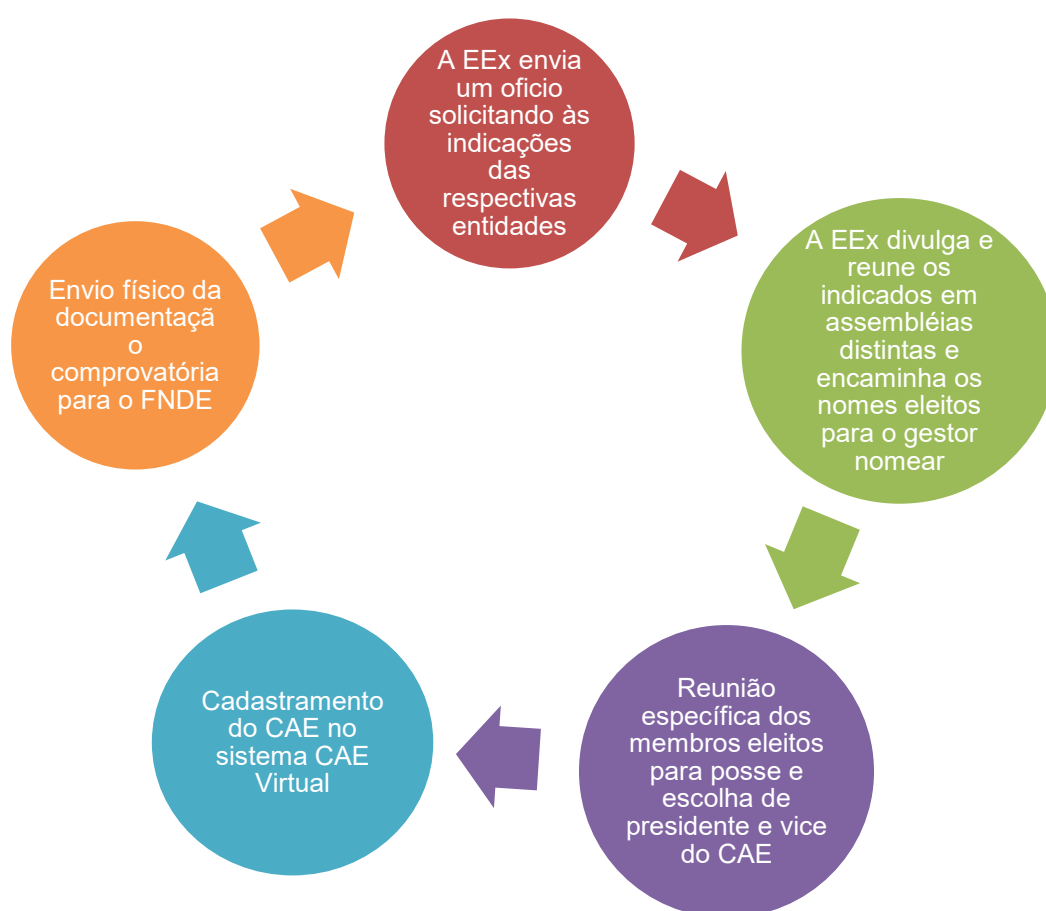 A EEx envia
um oficio
solicitando às
indicações
das
respectivas
entidades
A EEx divulga e
reune os
indicados em
assembléias
distintas e
encaminha os
nomes eleitos
para o gestor
nomear
Reunião
específica dos
membros eleitos
para posse e
escolha de
presidente e vice
do CAE
Cadastramento
do CAE no
sistema CAE
Virtual
Envio físico da
documentaçã
o
comprovatória
para o FNDE